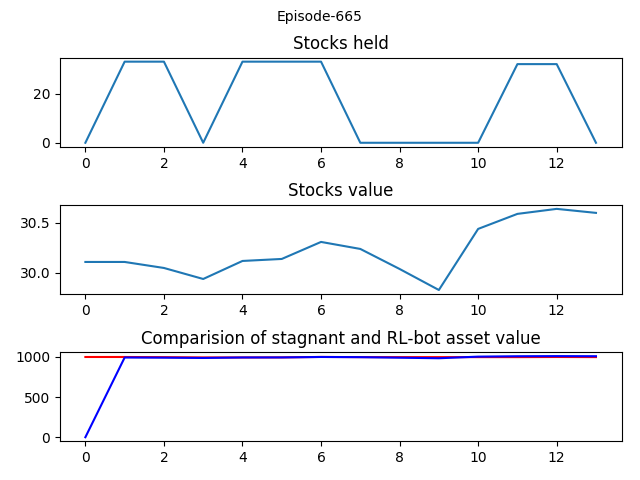 Episode-665
Stocks held
20
0
0 2 4 6 8 10 12
Stocks value
30.5
30.0
0 2 4 6 8 10 12
Comparision of stagnant and RL-bot asset value
1000
500
0
0 2 4 6 8 10 12